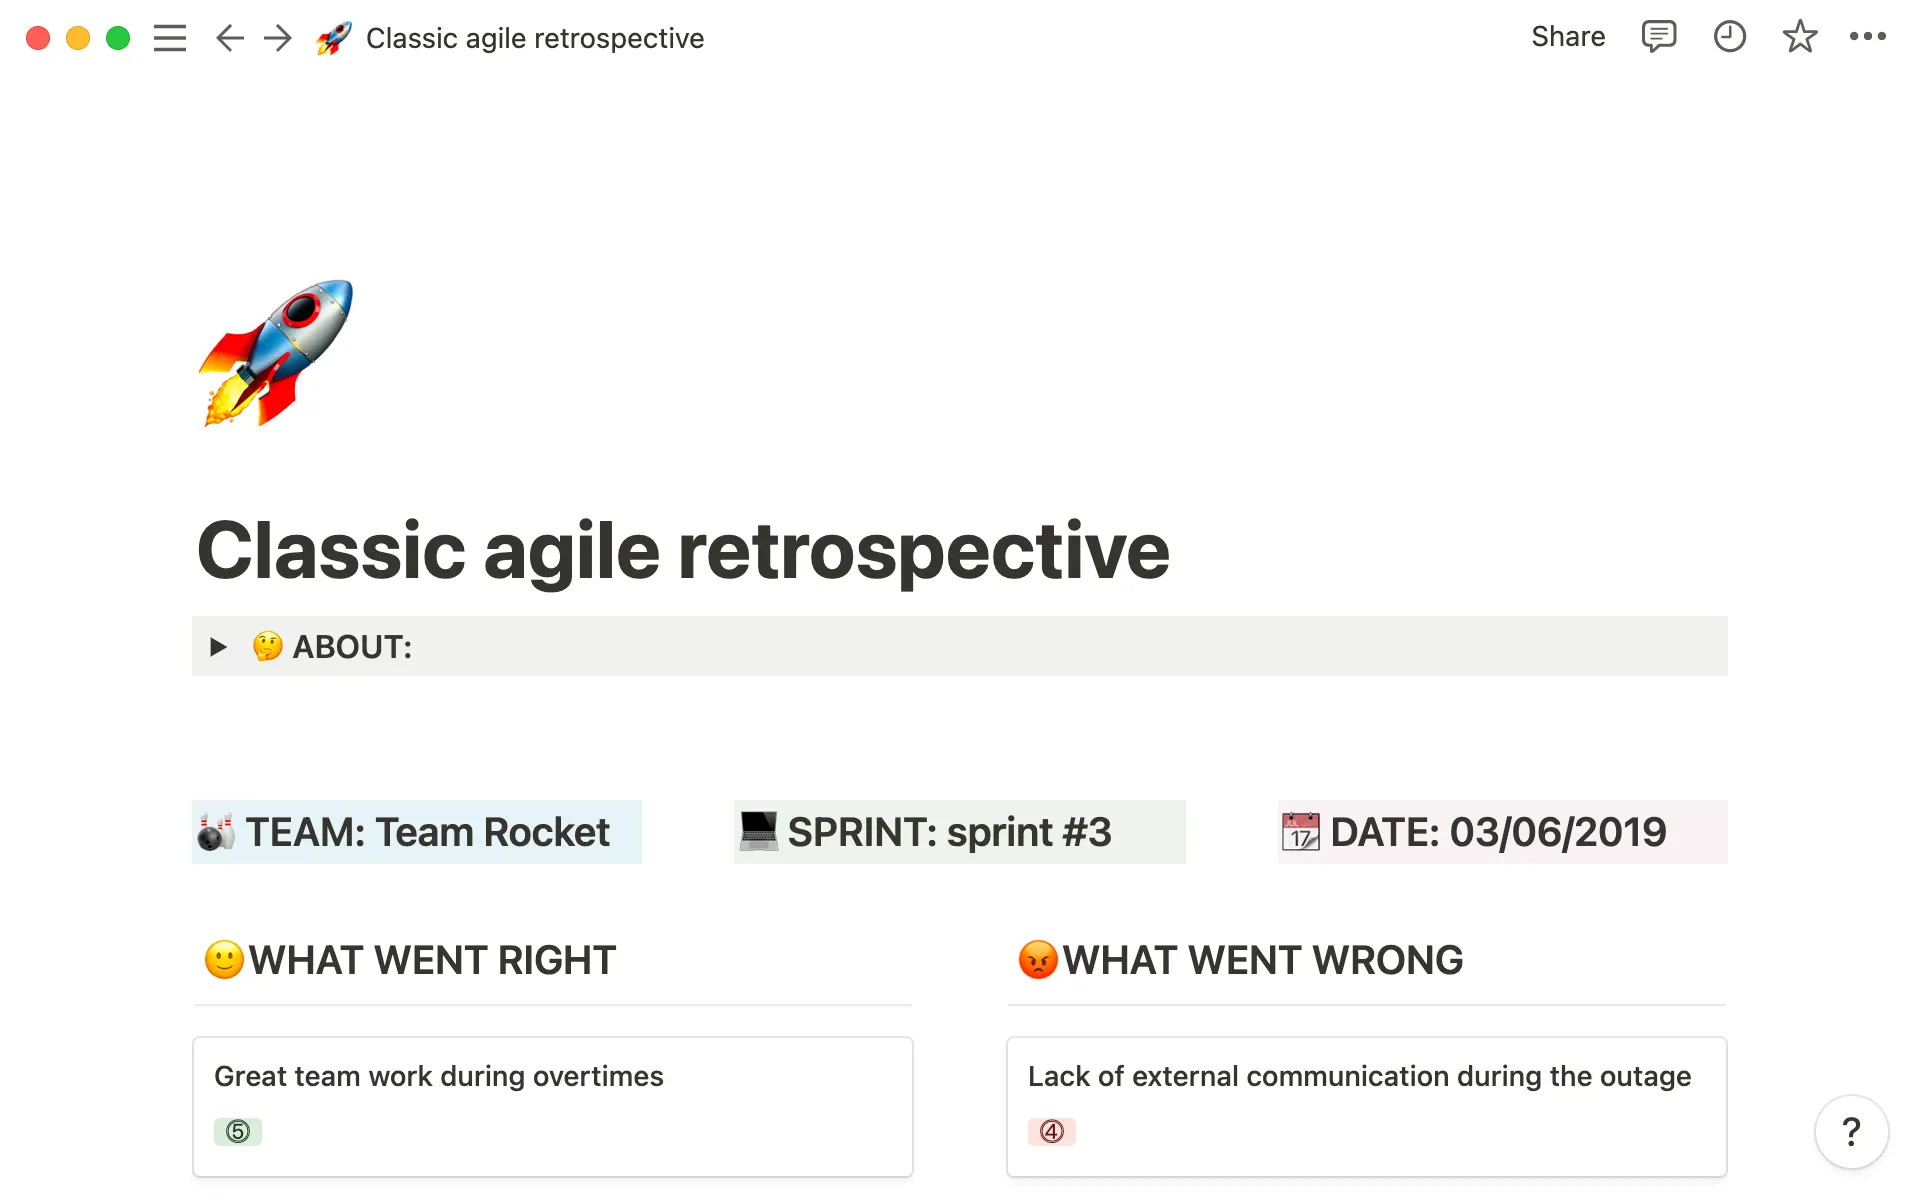 Classic agile retrospective
Share
Classic agile retrospective
🤔 ABOUT:
TEAM: Team Rocket
SPRINT: sprint #3
JUL
17
DATE: 03/06/2019
🙂WHAT WENT RIGHT
😡WHAT WENT WRONG
Great team work during overtimes
⑤
Lack of external communication during the outage
④
?